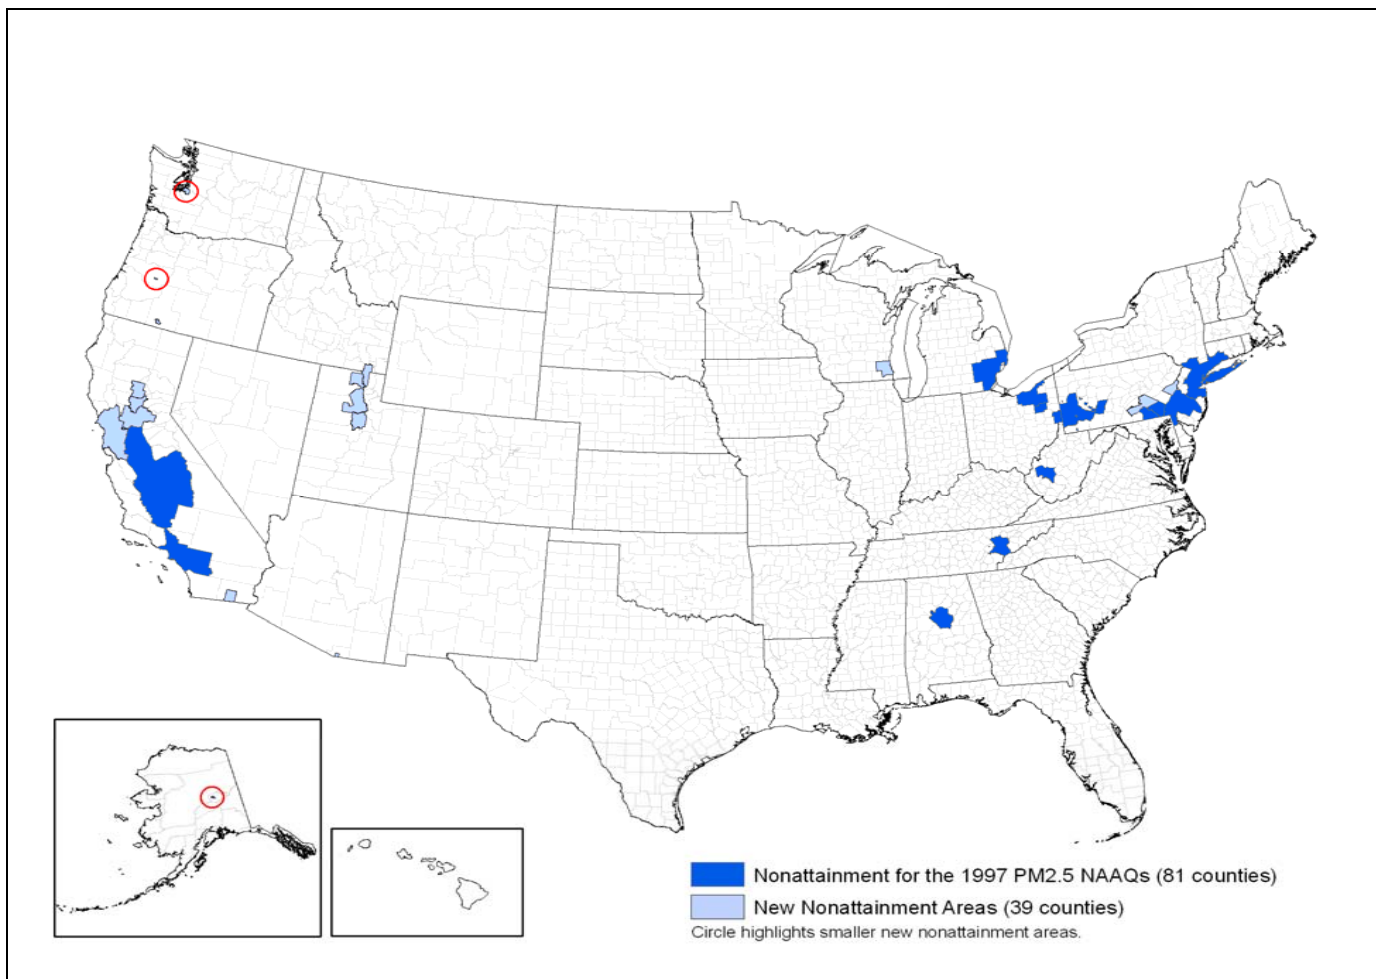 Nonattainment for the 1997 PM2.5 NAAQs (81 counties)
New Nonattainment Areas (39 counties)
Circle highlights smaller new nonattainment areas.